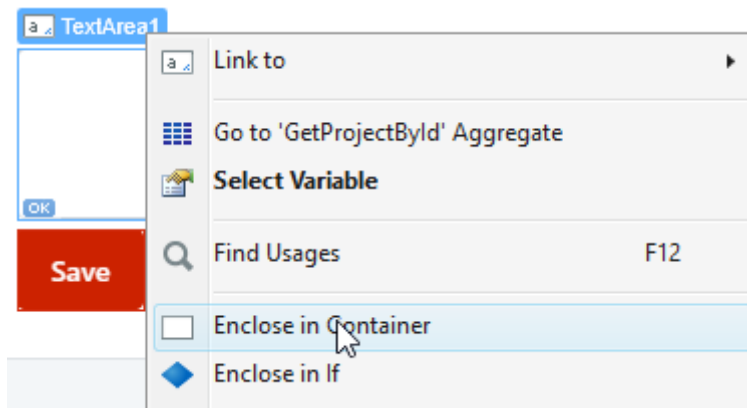 TextArea1
Link to
Go to 'GetProjectById' Aggregate
Select Variable
OK
Find Usages F12
Save
Enclose in Container
Enclose in If